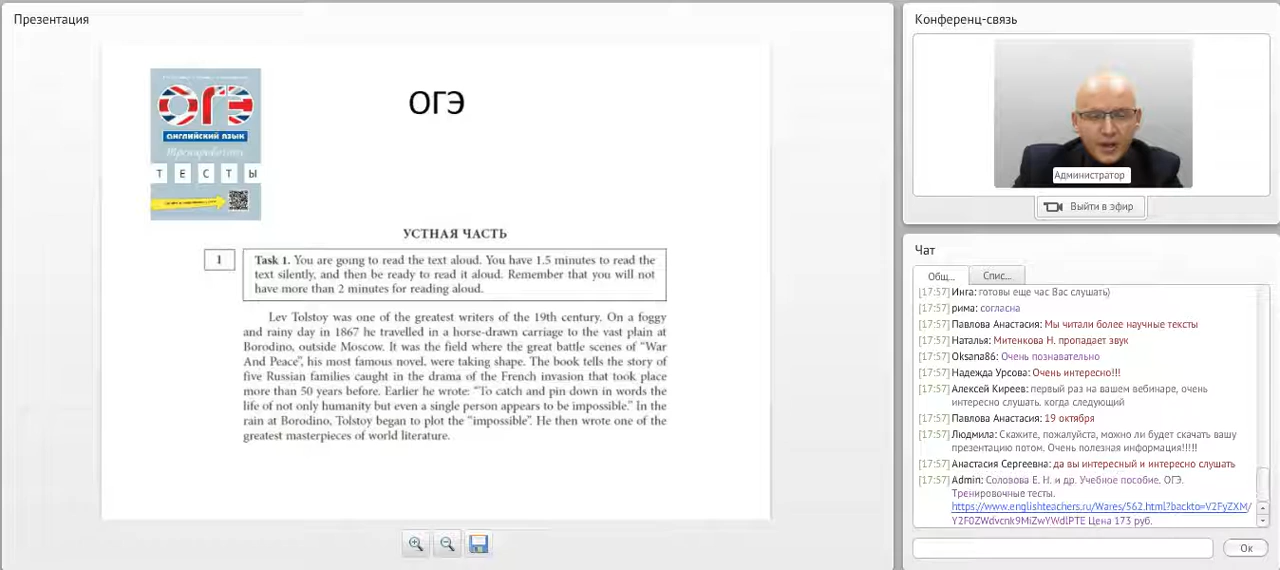 Презентация
ОГЭ
ОГЭ
АНГЛИЙСКИЙ ЯЗЫК
Тренировочные
ТЕСТЫ
УСТНАЯ ЧАСТЬ
1
Task 1. You are going to read the text aloud. You have 1.5 minutes to read the
text silently, and then be ready to read it aloud. Remember that you will not
have more than 2 minutes for reading aloud.
Lev Tolstoy was one of the greatest writers of the 19th century. On a foggy
and rainy day in 1867 he travelled in a horse-drawn carriage to the vast plain at
Borodino, outside Moscow. It was the field where the great battle scenes of “War
And Peace”, his most famous novel, were taking shape. The book tells the story of
five Russian families caught in the drama of the French invasion that took place
more than 50 years before. Earlier he wrote: “To catch and pin down in words the
life of not only humanity but even a single person appears to be impossible.” In the
rain at Borodino, Tolstoy began to plot the “impossible”. He then wrote one of the
greatest masterpieces of world literature.
Конференц-связь
Администратор
Выйти в эфир
Чат
Общ...
Спис...
[17:57] Инга: готовы еще час Вас слушать)
[17:57] рима: согласна
[17:57] Павлова Анастасия: Мы читали более научные тексты
[17:57] Наталья: Митенкова Н. пропадает звук
[17:57] Oksana86: Очень познавательно
[17:57] Надежда Урсова: Очень интересно!!!
[17:57] Алексей Киреев: первый раз на вашем вебинаре, очень
интересно слушать. когда следующий
[17:57] Павлова Анастасия: 19 октября
[17:57] Людмила: Скажите, пожалуйста, можно ли будет скачать вашу
презентацию потом. Очень полезная информация!!!!!
[17:57] Анастасия Сергеевна: да вы интересный и интересно слушать
[17:57] Admin: Соловова Е. Н. и др. Учебное пособие. ОГЭ.
Тренировочные тесты.
https://www.englishteachers.ru/Wares/562.html?backto=V2FyZXM/
Y2F0ZWdvcnk9MiZwYWdlPTE Цена 173 руб.
Ок